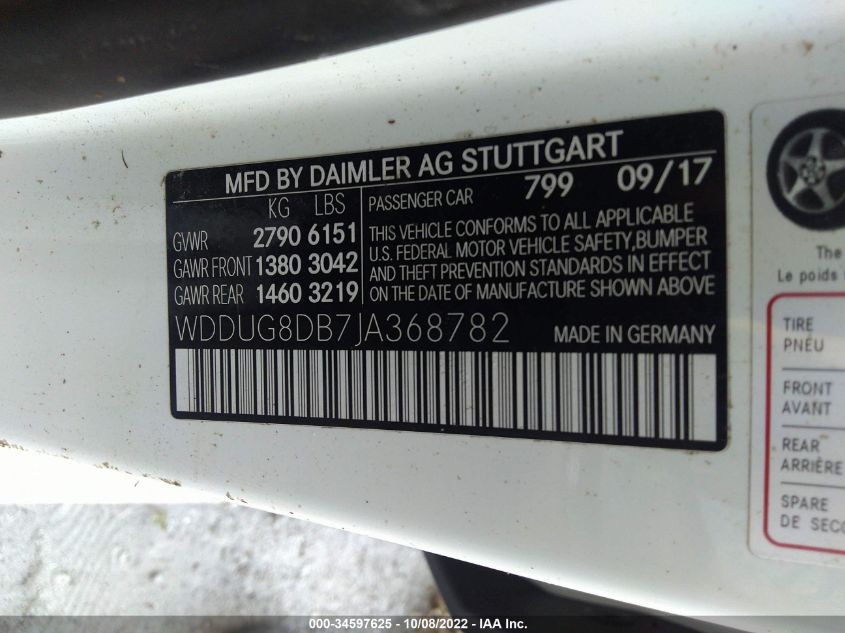 MFD BY DAIMLER AG STUTTGART
KG LBS
GVWR 2790 6151
GAWR FRONT 1380 3042
GAWR REAR 1460 3219
PASSENGER CAR 799 09/17
THIS VEHICLE CONFORMS TO ALL APPLICABLE
U.S. FEDERAL MOTOR VEHICLE SAFETY, BUMPER
AND THEFT PREVENTION STANDARDS IN EFFECT
ON THE DATE OF MANUFACTURE SHOWN ABOVE
WDDUG8DB7JA368782 MADE IN GERMANY
The
Le poids
TIRE
PNEU
FRONT
AVANT
REAR
ARRIÈRE
SPARE
DE SECO
000-34597625 - 10/08/2022 - IAA Inc.